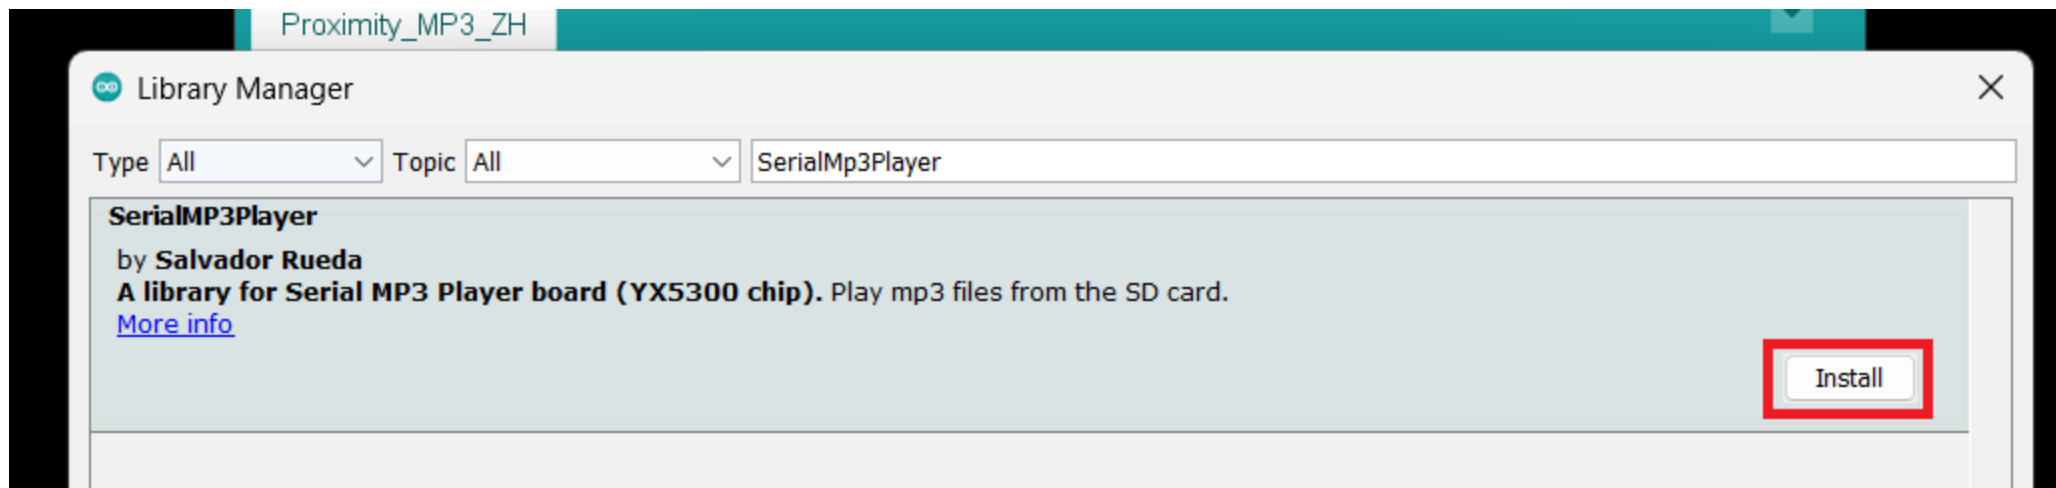 Proximity_MP3_ZH
Library Manager
Type All Topic All SerialMp3Player
SerialMP3Player
by Salvador Rueda
A library for Serial MP3 Player board (YX5300 chip). Play mp3 files from the SD card.
More info
Install